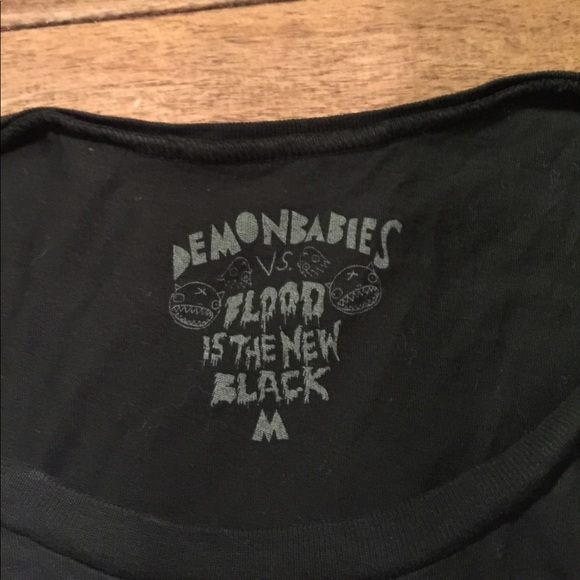 DEMONBABIES
VS.
BLOOD
IS THE NEW
BLACK
M